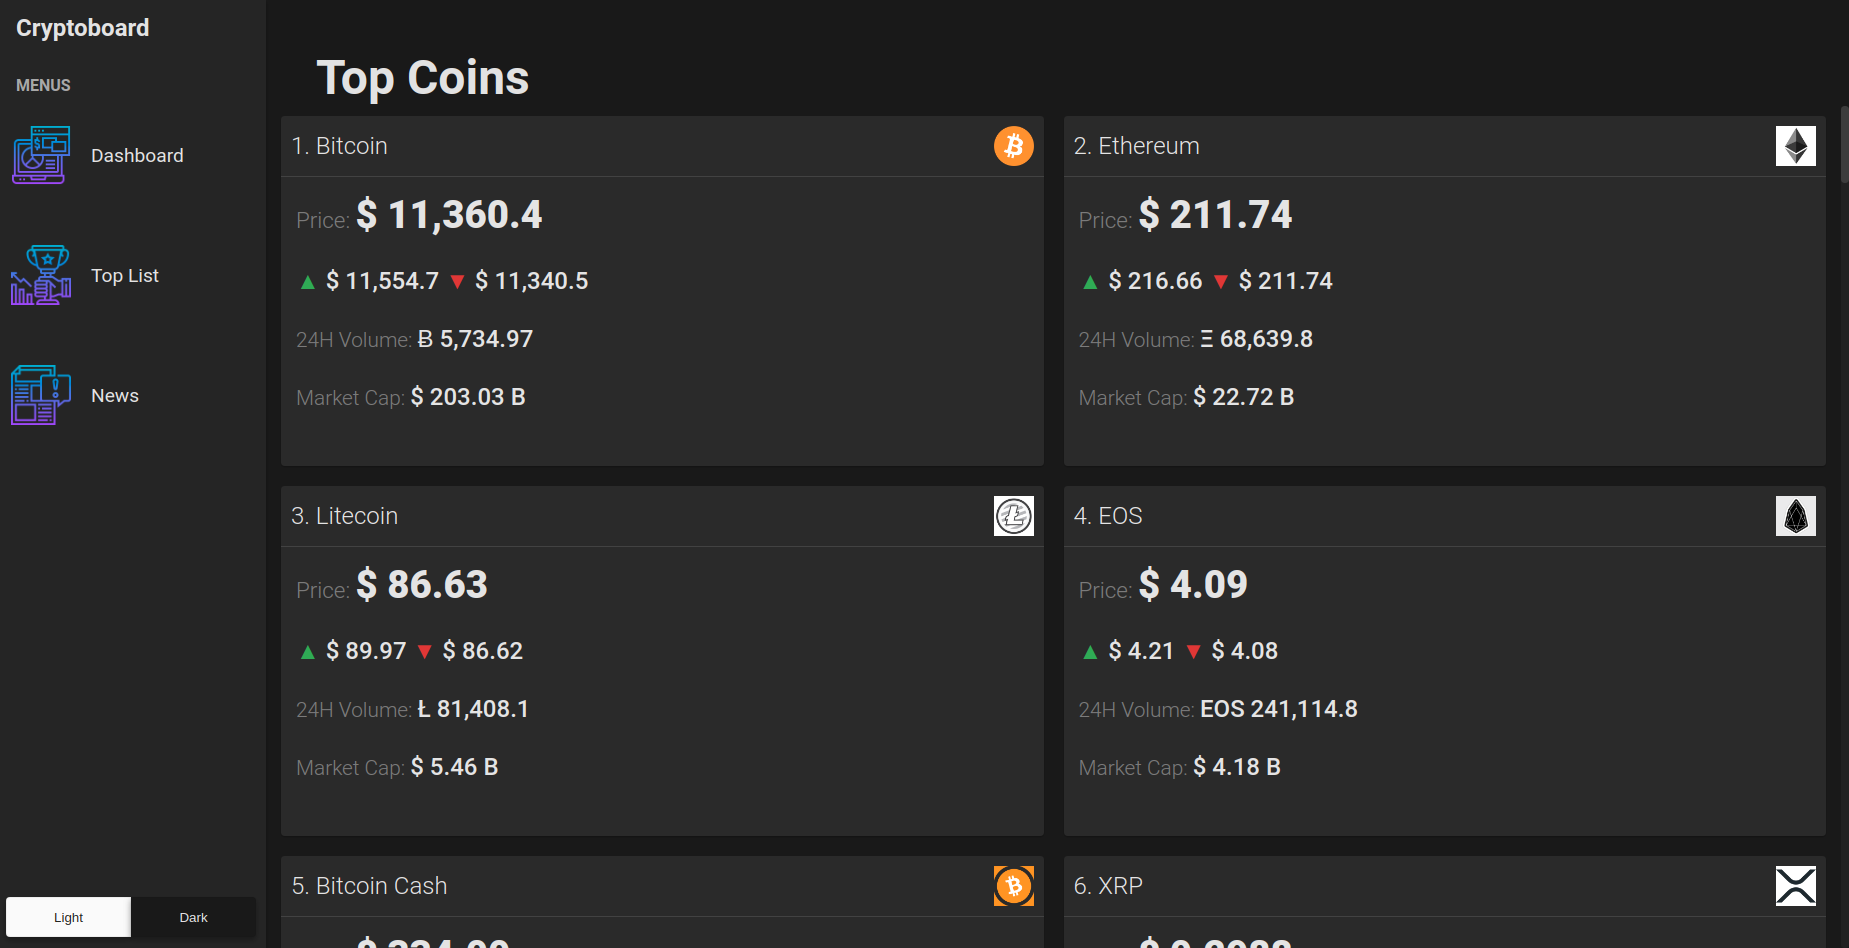 Cryptoboard
MENUS
Dashboard
Top List
News
Light
Dark
Top Coins
1. Bitcoin
Price: $ 11,360.4
▲ $ 11,554.7 ▼ $ 11,340.5
24H Volume: Ƀ 5,734.97
Market Cap: $ 203.03 B
2. Ethereum
Price: $ 211.74
▲ $ 216.66 ▼ $ 211.74
24H Volume: Ξ 68,639.8
Market Cap: $ 22.72 B
3. Litecoin
Price: $ 86.63
▲ $ 89.97 ▼ $ 86.62
24H Volume: Ł 81,408.1
Market Cap: $ 5.46 B
4. EOS
Price: $ 4.09
▲ $ 4.21 ▼ $ 4.08
24H Volume: EOS 241,114.8
Market Cap: $ 4.18 B
5. Bitcoin Cash
6. XRP